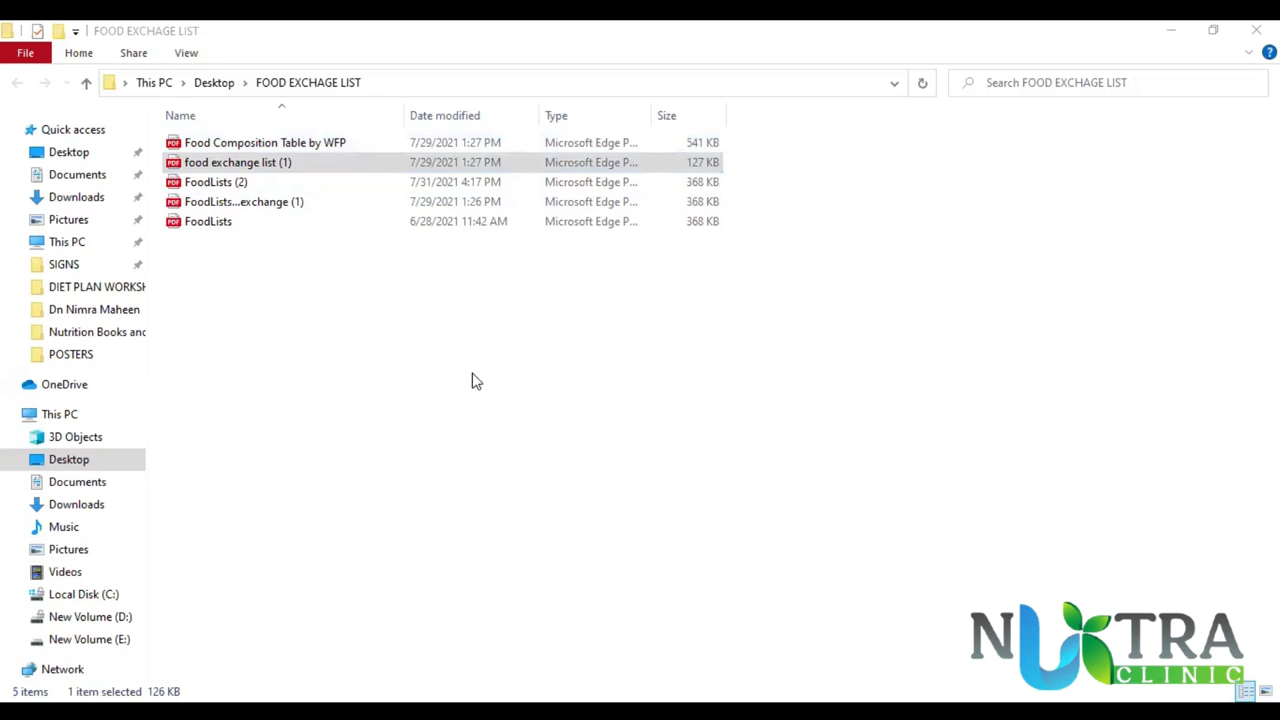 FOOD EXCHAGE LIST
File Home Share View
This PC Desktop FOOD EXCHAGE LIST
Search FOOD EXCHAGE LIST
Name Date modified Type Size
Food Composition Table by WFP 7/29/2021 1:27 PM Microsoft Edge P... 541 KB
food exchange list (1) 7/29/2021 1:27 PM Microsoft Edge P... 127 KB
FoodLists (2) 7/31/2021 4:17 PM Microsoft Edge P... 368 KB
FoodLists...exchange (1) 7/29/2021 1:26 PM Microsoft Edge P... 368 KB
FoodLists 6/28/2021 11:42 AM Microsoft Edge P... 368 KB
Quick access
Desktop
Documents
Downloads
Pictures
This PC
SIGNS
DIET PLAN WORKSH
Dn Nimra Maheen
Nutrition Books and
POSTERS
OneDrive
This PC
3D Objects
Desktop
Documents
Downloads
Music
Pictures
Videos
Local Disk (C:)
New Volume (D:)
New Volume (E:)
Network
5 items 1 item selected 126 KB
NUXTRA
CLINIC